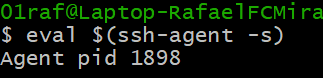 01raf@Laptop-RafaelFCMira
$ eval $(ssh-agent -s)
Agent pid 1898